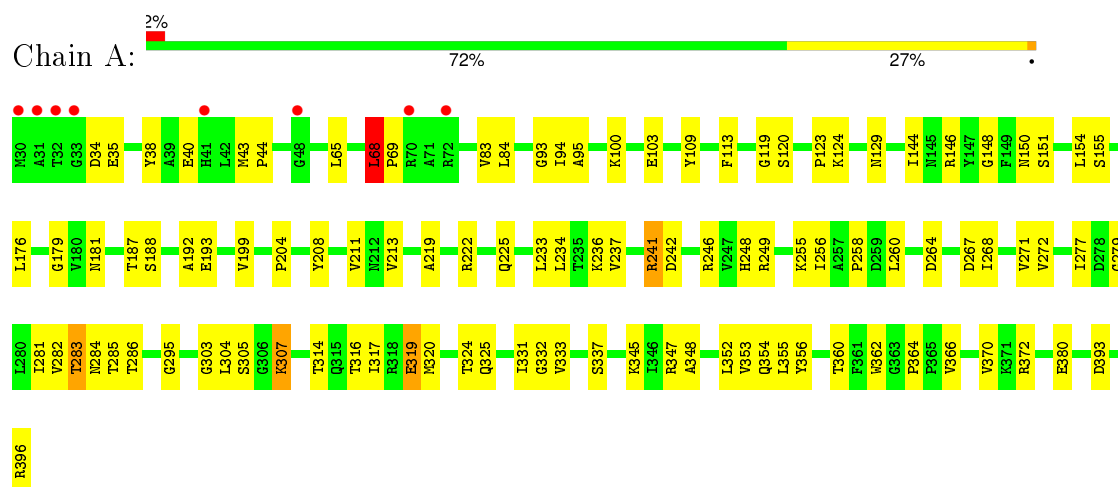 2%
Chain A:
72% 27% •
M30 A31 T32 G33 D34 E35 Y38 A39 E40 H41 L42 M43 P44 G48 L65 L68 P69 R70 A71 R72 V83 L84 G93 I94 A95 K100 E103 Y109 F113 G119 S120 P123 K124 N129 I144 N145 R146 Y147 G148 F149 N150 S151 L154 S155
L176 G179 V180 N181 T187 S188 A192 E193 V199 P204 Y208 V211 N212 V213 A219 R222 Q225 L233 L234 T235 K236 V237 R241 D242 R246 V247 H248 R249 K255 I256 A257 P258 D259 L260 D264 D267 I268 V271 V272 I277 D278 G279
L280 I281 V282 T283 N284 T285 T286 G295 G303 L304 S305 G306 K307 T314 Q315 T316 I317 R318 E319 M320 T324 Q325 I331 G332 V333 S337 K345 I346 R347 A348 L352 V353 Q354 L355 Y356 T360 F361 W362 G363 P364 P365 V366 V370 K371 R372 E380 D393
R396